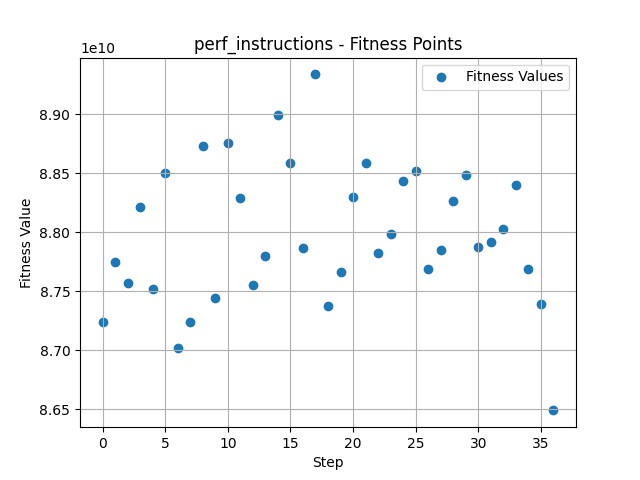 perf_instructions - Fitness Points
1e10
Fitness Values
8.90
8.85
8.80
8.75
8.70
8.65
Fitness Value
0 5 10 15 20 25 30 35
Step